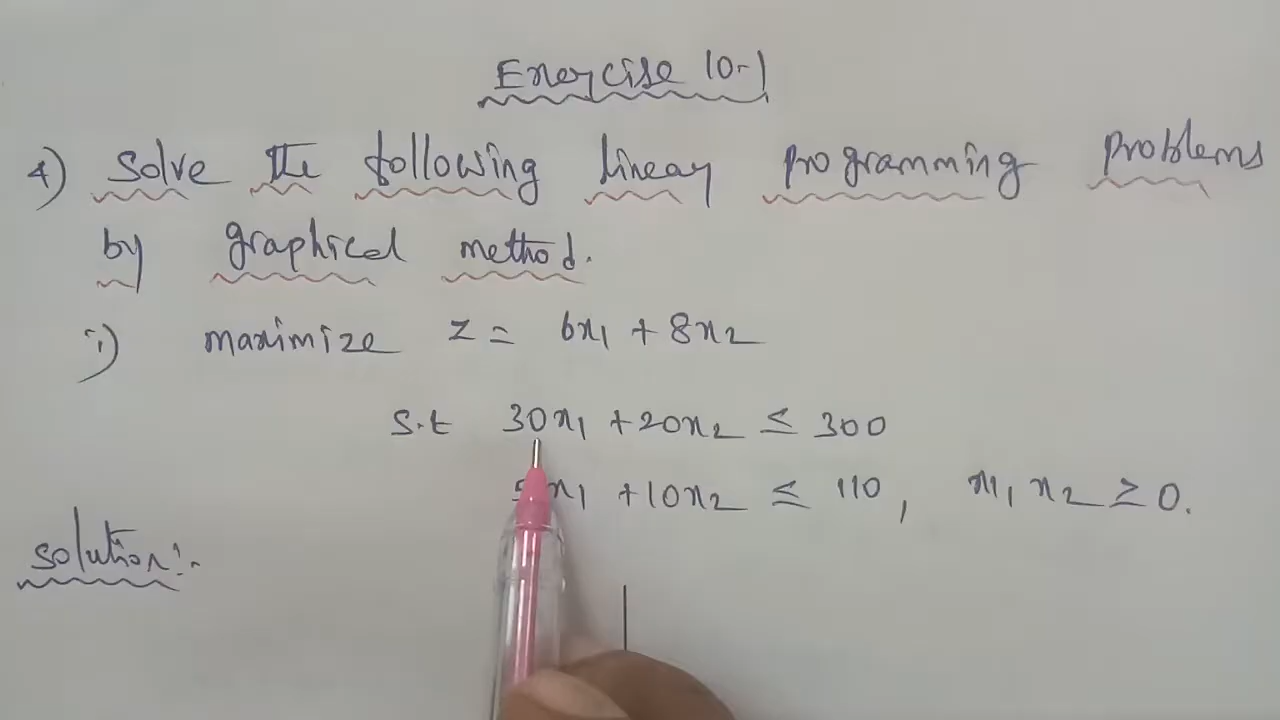 Exercise 10.1
4) Solve the following linear programming problems
by graphical method.
i) maximize z = 6x₁ + 8x₂
S.t 30x₁ + 20x₂ ≤ 300
5x₁ + 10x₂ ≤ 110, x₁, x₂ ≥ 0.
Solution:-